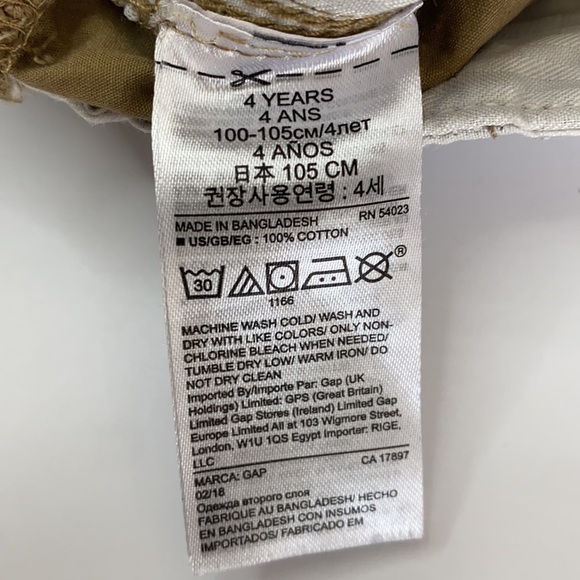 4 YEARS
4 ANS
100-105см/4лет
4 AÑOS
日本 105 CM
권장사용연령 : 4세
MADE IN BANGLADESH RN 54023
■ US/GB/EG : 100% COTTON
30 ®
1166
MACHINE WASH COLD/ WASH AND
DRY WITH LIKE COLORS/ ONLY NON-
CHLORINE BLEACH WHEN NEEDED/
TUMBLE DRY LOW/ WARM IRON/ DO
NOT DRY CLEAN
Imported By/Importe Par: Gap (UK
Holdings) Limited: GPS (Great Britain)
Limited Gap Stores (Ireland) Limited Gap
Europe Limited All at 103 Wigmore Street,
London, W1U 1QS Egypt Importer: RIGE,
LLC
MARCA: GAP CA 17897
02/18
Одежда второго слоя
FABRIQUE AU BANGLADESH/ HECHO
EN BANGLADESH CON INSUMOS
IMPORTADOS/ FABRICADO EM